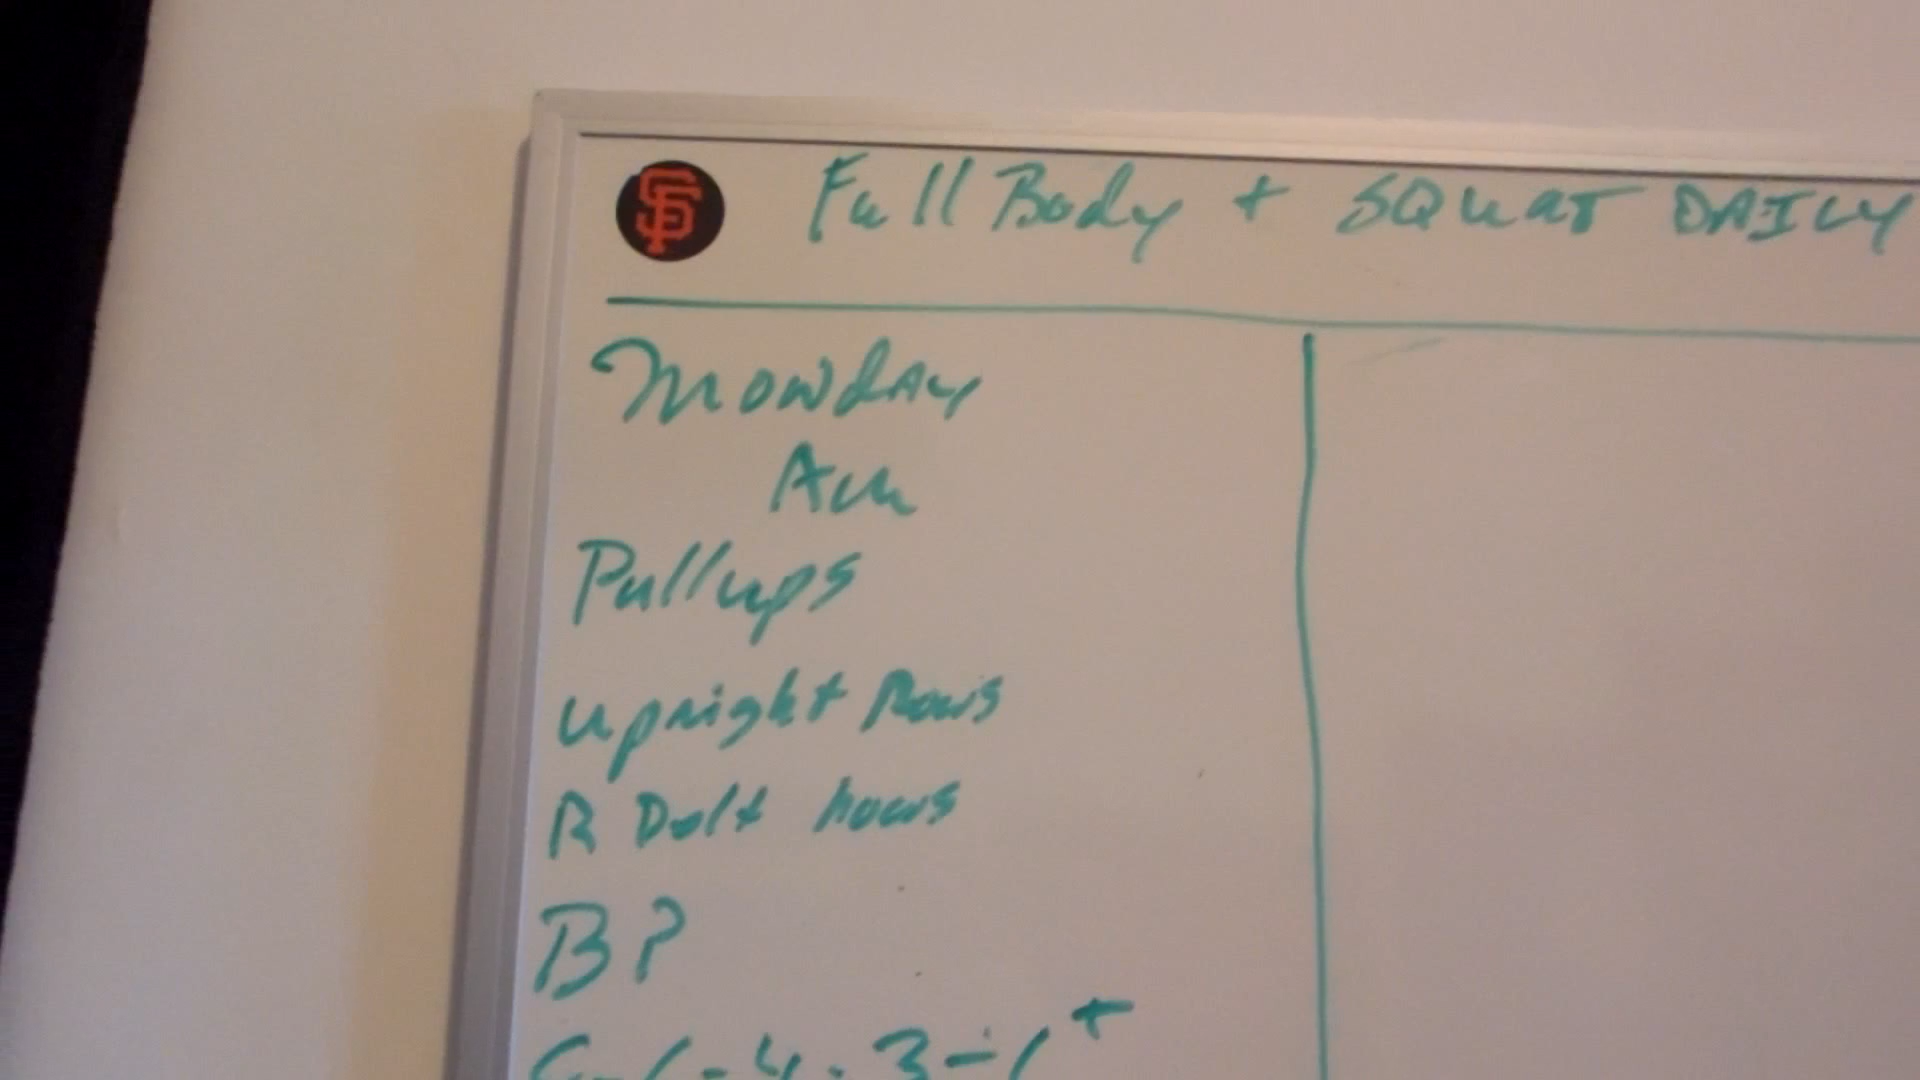 SF
Full Body + SQuaT DAILY
MoNday
Am
Pullups
upright Rows
R Delt Rows
BP